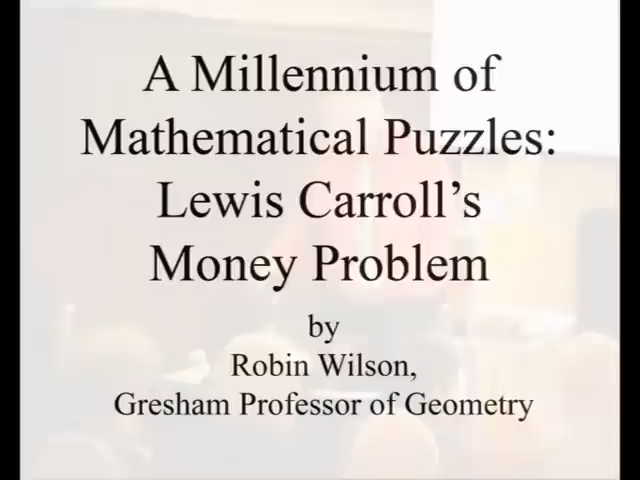 A Millennium of
Mathematical Puzzles:
Lewis Carroll’s
Money Problem
by
Robin Wilson,
Gresham Professor of Geometry